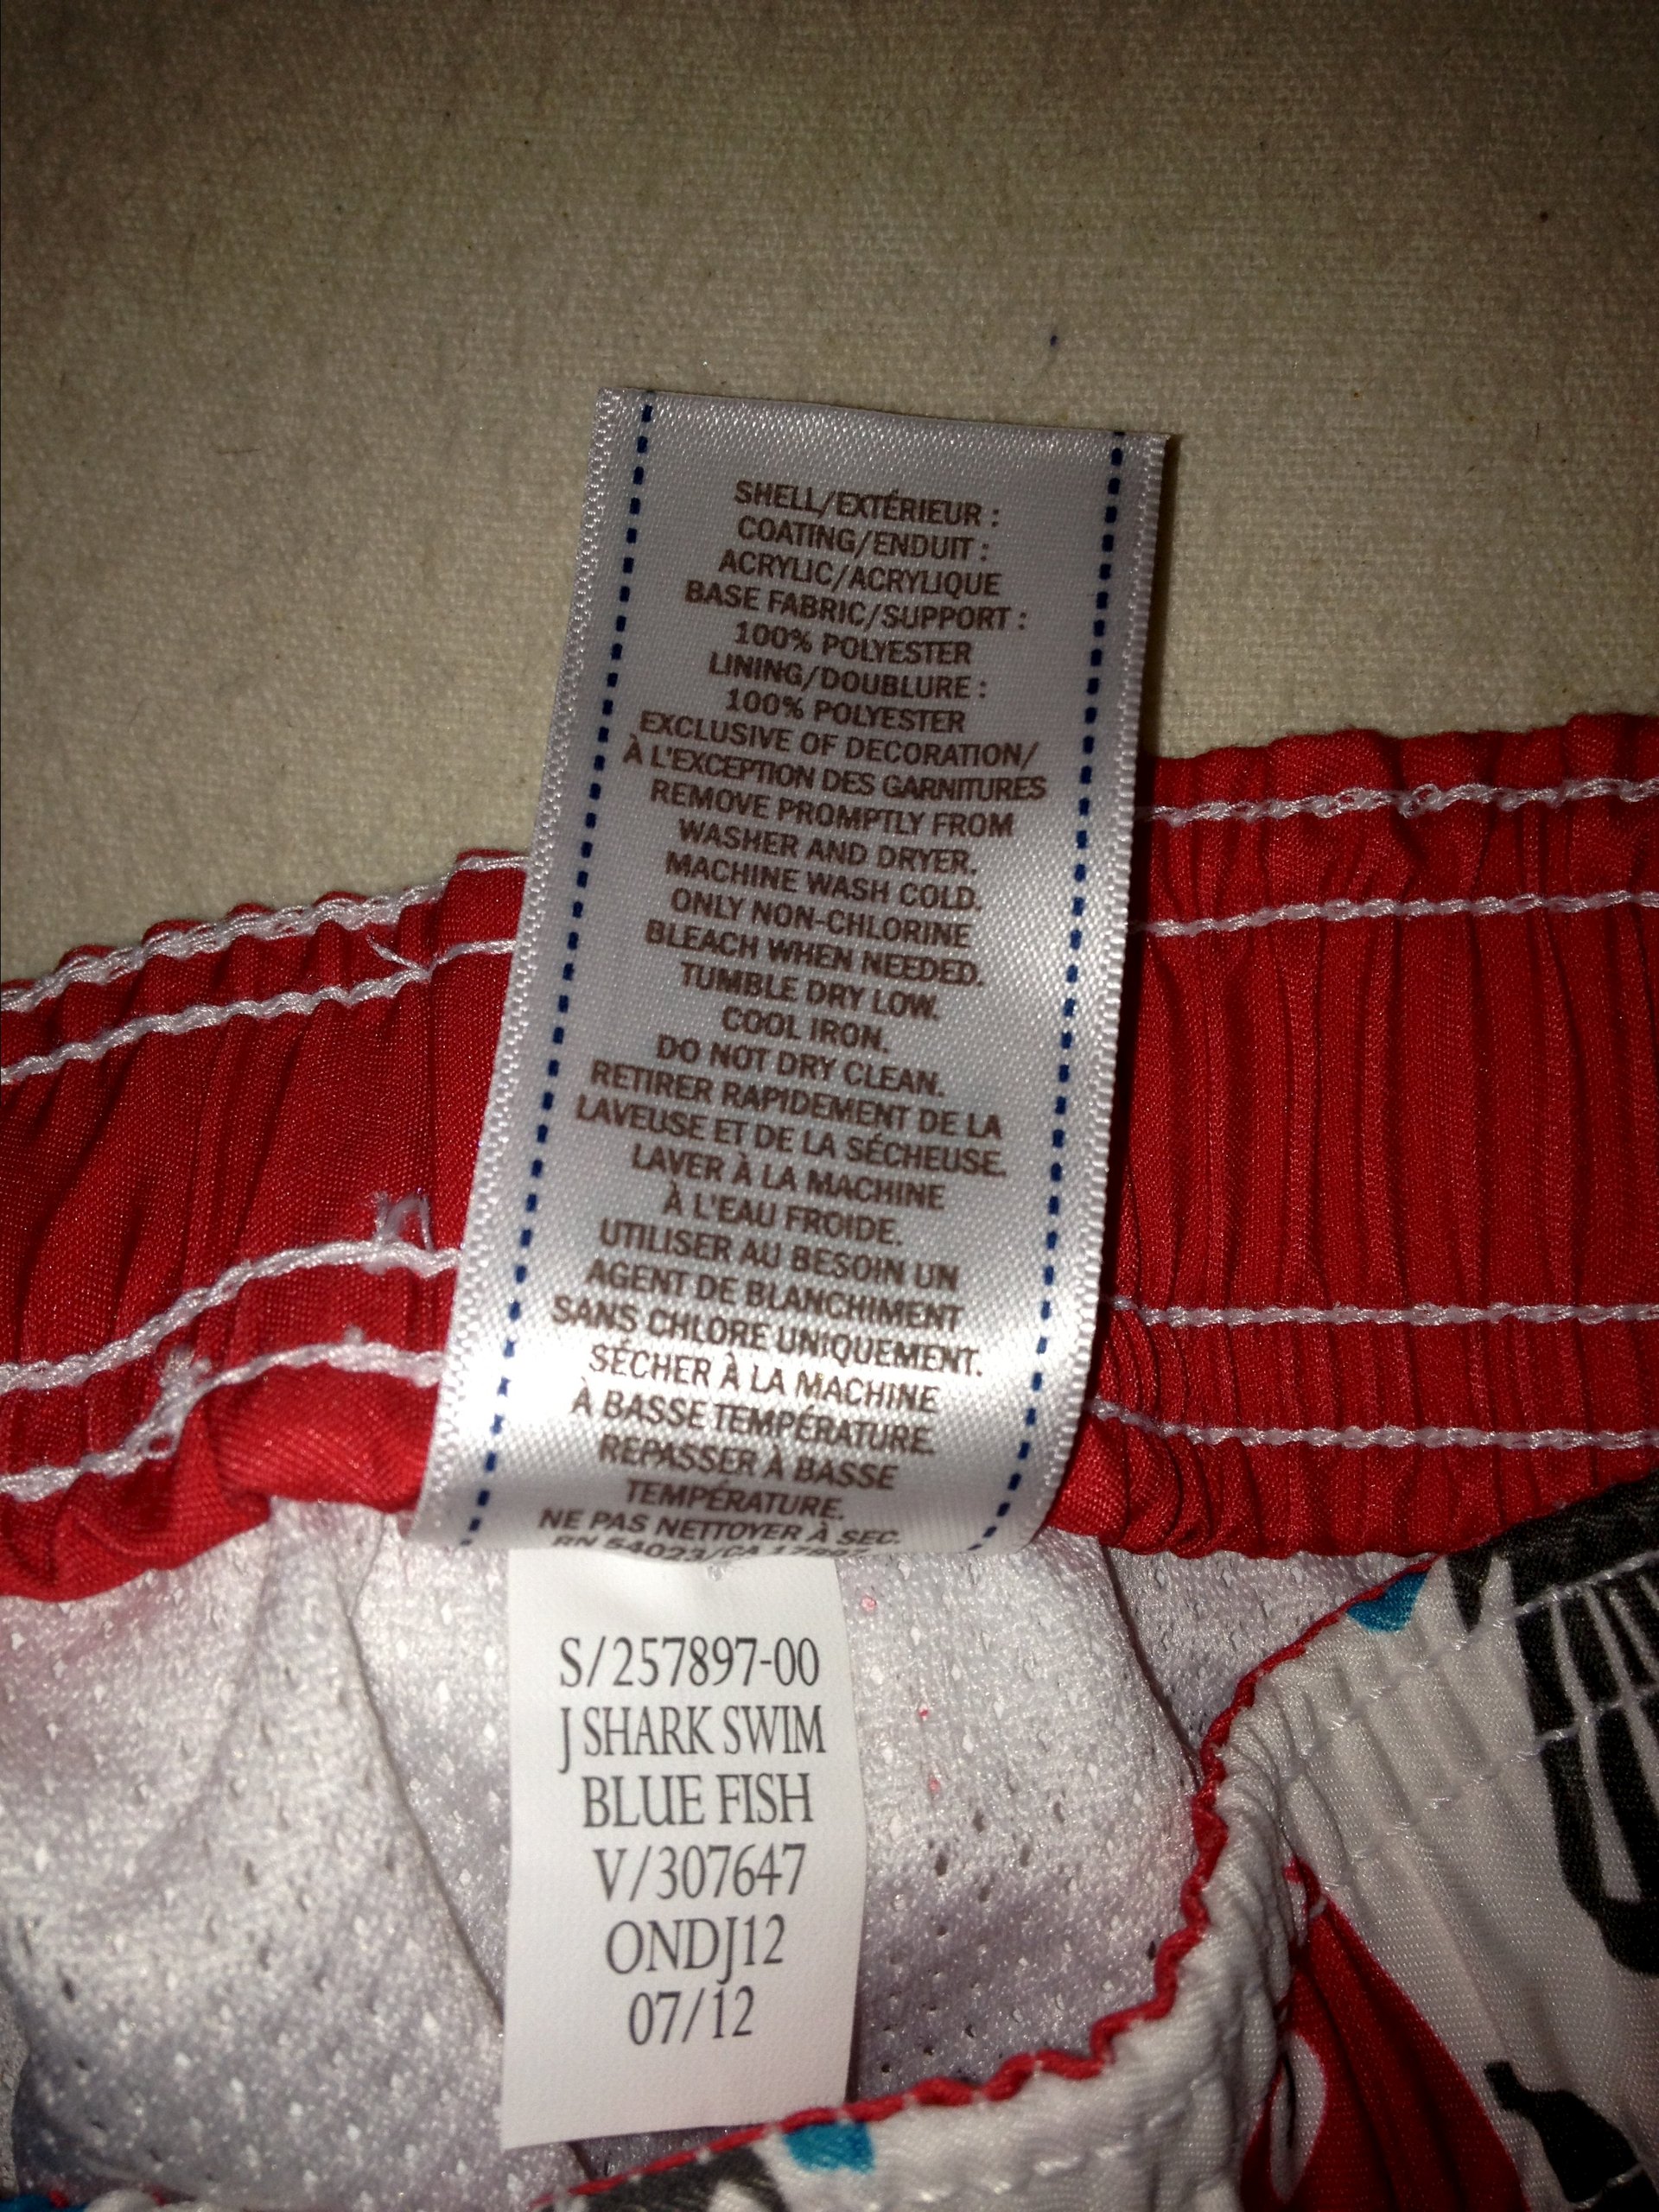 SHELL/EXTÉRIEUR :
COATING/ENDUIT :
ACRYLIC/ACRYLIQUE
BASE FABRIC/SUPPORT :
100% POLYESTER
LINING/DOUBLURE :
100% POLYESTER
EXCLUSIVE OF DECORATION/
À L'EXCEPTION DES GARNITURES
REMOVE PROMPTLY FROM
WASHER AND DRYER.
MACHINE WASH COLD.
ONLY NON-CHLORINE
BLEACH WHEN NEEDED.
TUMBLE DRY LOW.
COOL IRON.
DO NOT DRY CLEAN.
RETIRER RAPIDEMENT DE LA
LAVEUSE ET DE LA SÉCHEUSE.
LAVER À LA MACHINE
À L'EAU FROIDE.
UTILISER AU BESOIN UN
AGENT DE BLANCHIMENT
SANS CHLORE UNIQUEMENT.
SÉCHER À LA MACHINE
À BASSE TEMPÉRATURE.
REPASSER À BASSE
TEMPÉRATURE.
NE PAS NETTOYER À SEC.
RN 54023/CA
S/257897-00
J SHARK SWIM
BLUE FISH
V/307647
ONDJ12
07/12